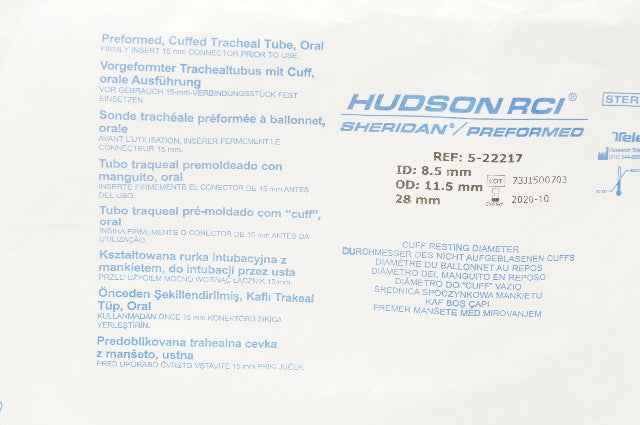 Preformed, Cuffed Tracheal Tube, Oral
FIRMLY INSERT 15 mm CONNECTOR PRIOR TO USE.
Vorgeformter Trachealtubus mit Cuff,
orale Ausführung
VOR GEBRAUCH 15-mm-VERBINDUNGSSTÜCK FEST
EINSETZEN.
Sonde trachéale préformée à ballonnet,
orale
AVANT L'UTILISATION, INSÉRER FERMEMENT LE
CONNECTEUR 15 mm.
Tubo traqueal premoldeado con
manguito, oral
INSERTE FIRMEMENTE EL CONECTOR DE 15 mm ANTES
DEL USO.
Tubo traqueal pré-moldado com “cuff”,
oral
INSIRA FIRMEMENTE O CONECTOR DE 15 mm ANTES DA
UTILIZAÇÃO.
Kształtowana rurka intubacyjna z
mankietem, do intubacji przez usta
PRZED UŻYCIEM MOCNO WCISNĄĆ ŁĄCZNIK 15 mm.
Önceden Şekillendirilmiş, Kaflı Trakeal
Tüp, Oral
KULLANMADAN ÖNCE 15 mm KONEKTÖRÜ SIKICA
YERLEŞTİRİN.
Predoblikovana trahealna cevka
z manšeto, ustna
PRED UPORABO ČVRSTO VSTAVITE 15 mm PRIKLJUČEK.
HUDSON RCI®
SHERIDAN®/PREFORMED
REF: 5-22217
ID: 8.5 mm
OD: 11.5 mm
28 mm
LOT 73J1500703
2020-10
CUFF RESTING DIAMETER
DURCHMESSER DES NICHT AUFGEBLASENEN CUFFS
DIAMÈTRE DU BALLONNET AU REPOS
DIÁMETRO DEL MANGUITO EN REPOSO
DIÂMETRO DO "CUFF" VAZIO
ŚREDNICA SPOCZYNKOWA MANKIETU
KAF BOŞ ÇAPI
PREMER MANŠETE MED MIROVANJEM
STER
Tele